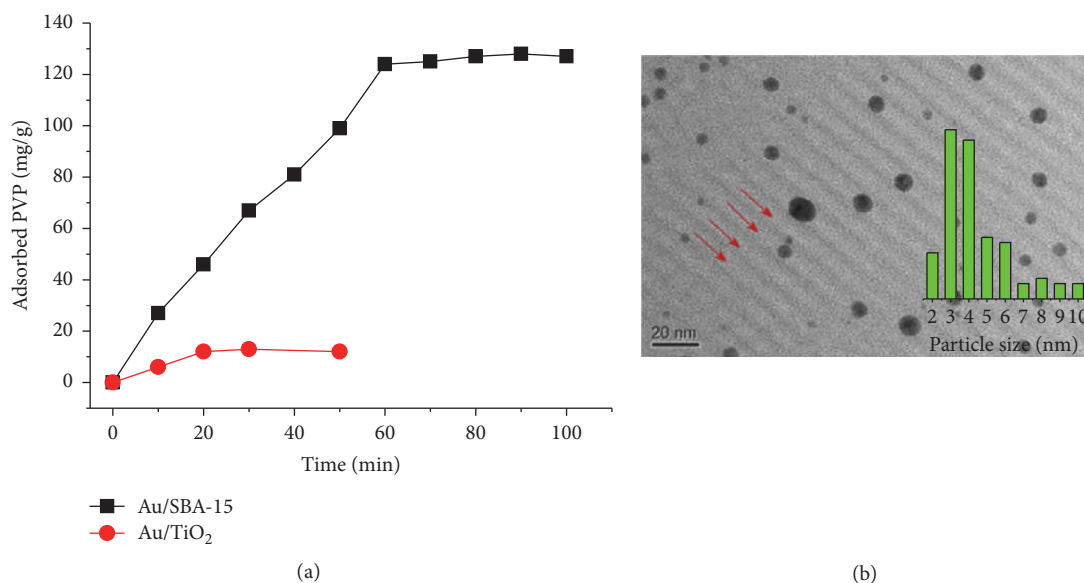 140
120
100
80
60
40
20
0
Adsorbed PVP (mg/g)
0 20 40 60 80 100
Time (min)
Au/SBA-15
Au/TiO₂
(a)
20 nm
2 3 4 5 6 7 8 9 10
Particle size (nm)
(b)